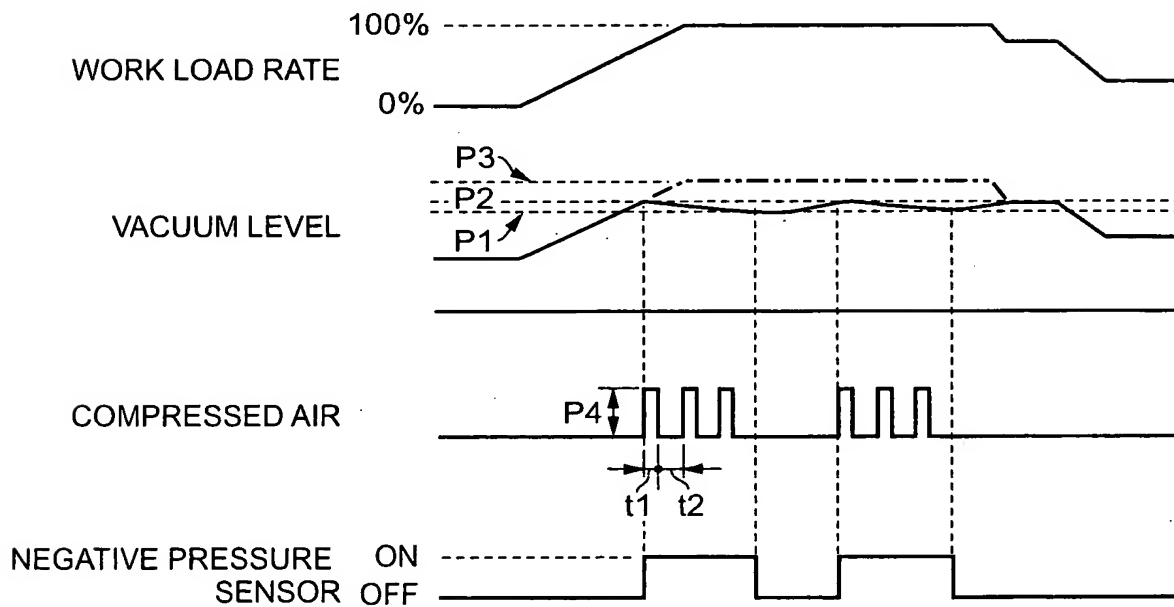 100%
WORK LOAD RATE
0%
P3
P2
VACUUM LEVEL
P1
COMPRESSED AIR
P4
t1
t2
NEGATIVE PRESSURE
SENSOR
ON
OFF